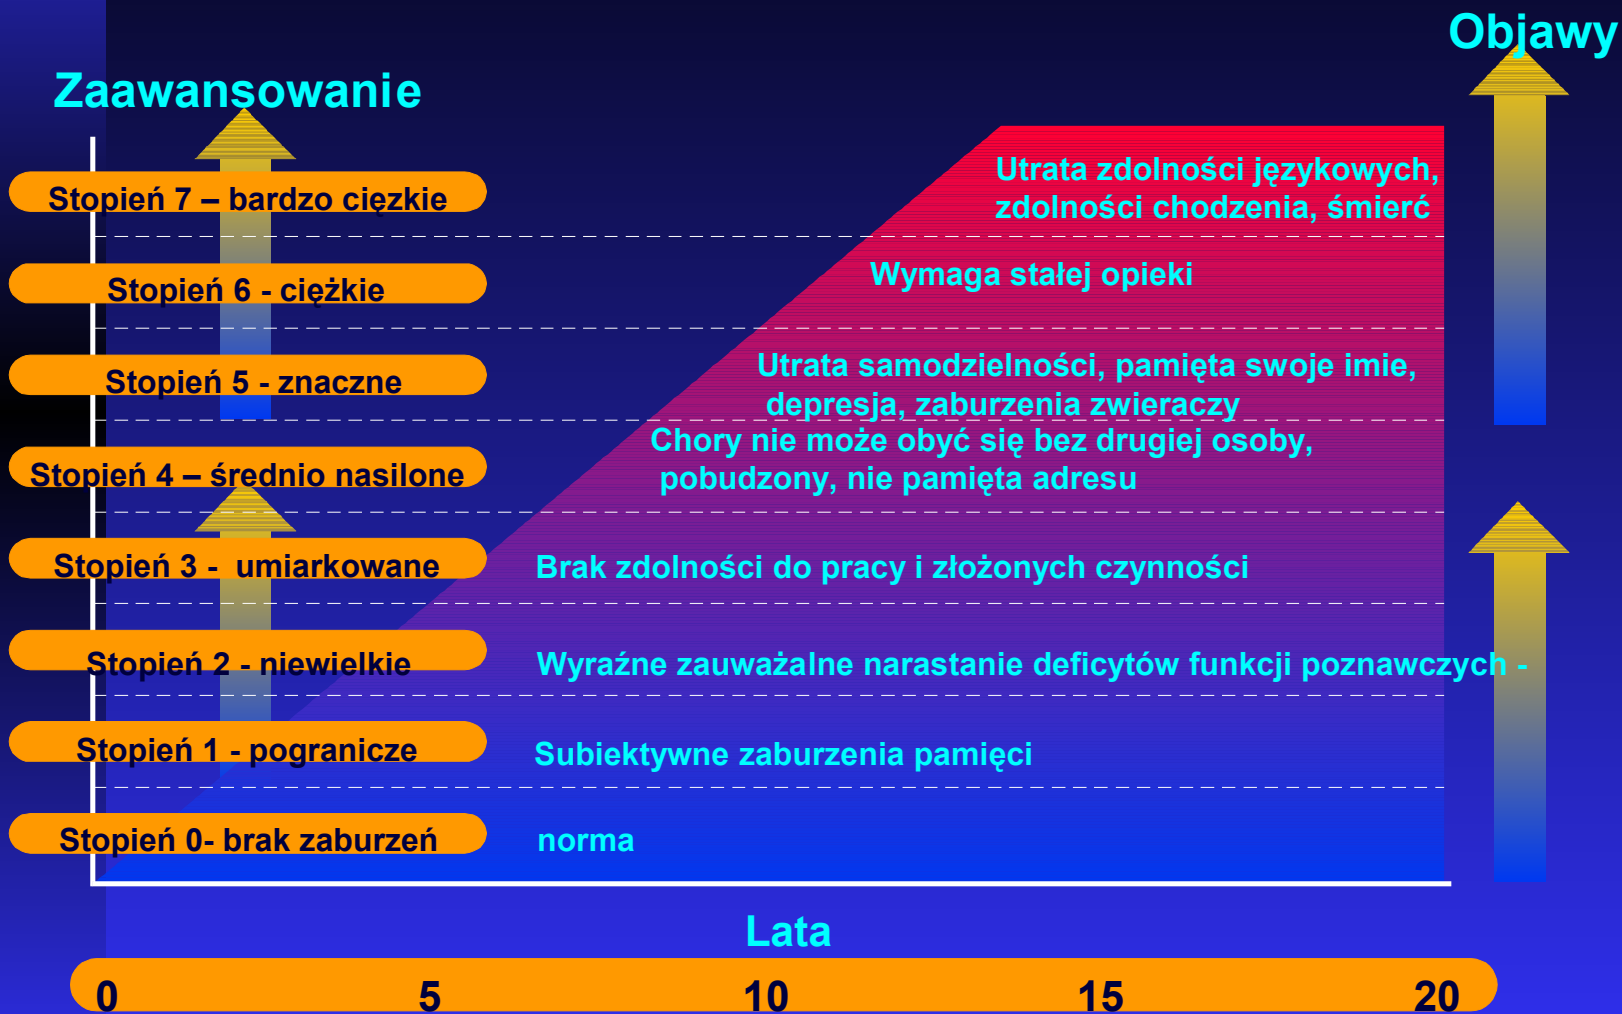 Objawy
Zaawansowanie
Stopień 7 – bardzo cięzkie
Utrata zdolności językowych,
zdolności chodzenia, śmierć
Stopień 6 - ciężkie
Wymaga stałej opieki
Stopień 5 - znaczne
Utrata samodzielności, pamięta swoje imie,
depresja, zaburzenia zwieraczy
Stopień 4 – średnio nasilone
Chory nie może obyć się bez drugiej osoby,
pobudzony, nie pamięta adresu
Stopień 3 - umiarkowane
Brak zdolności do pracy i złożonych czynności
Stopień 2 - niewielkie
Wyraźne zauważalne narastanie deficytów funkcji poznawczych -
Stopień 1 - pogranicze
Subiektywne zaburzenia pamięci
Stopień 0- brak zaburzeń
norma
Lata
0 5 10 15 20